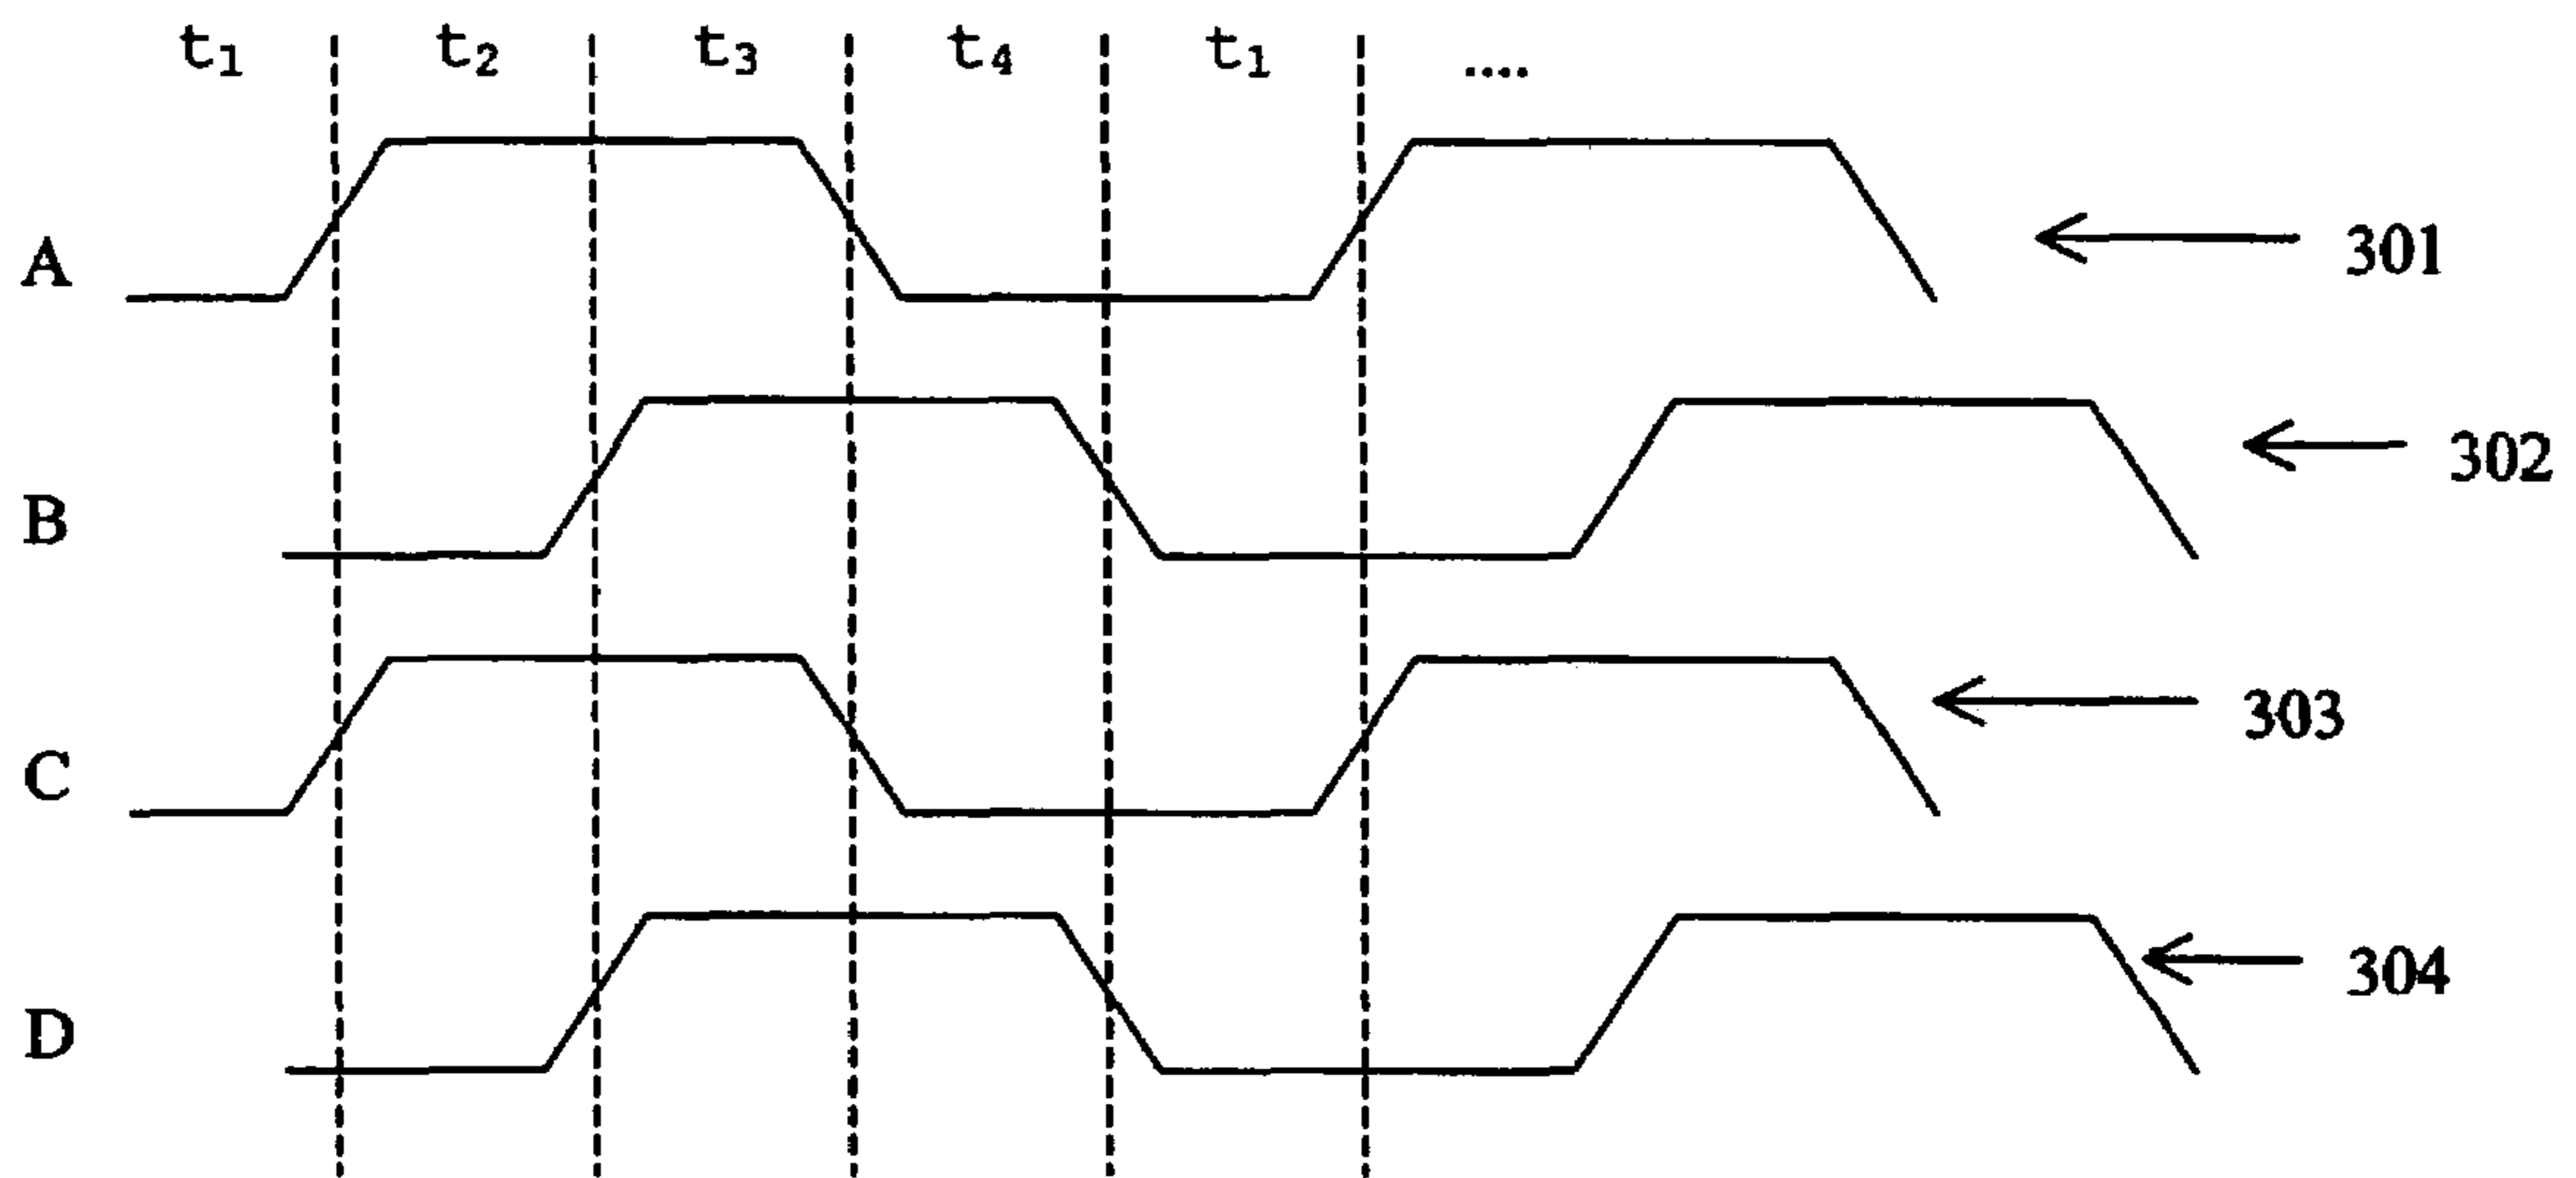 t₁ t₂ t₃ t₄ t₁ ....
A 301
B 302
C 303
D 304